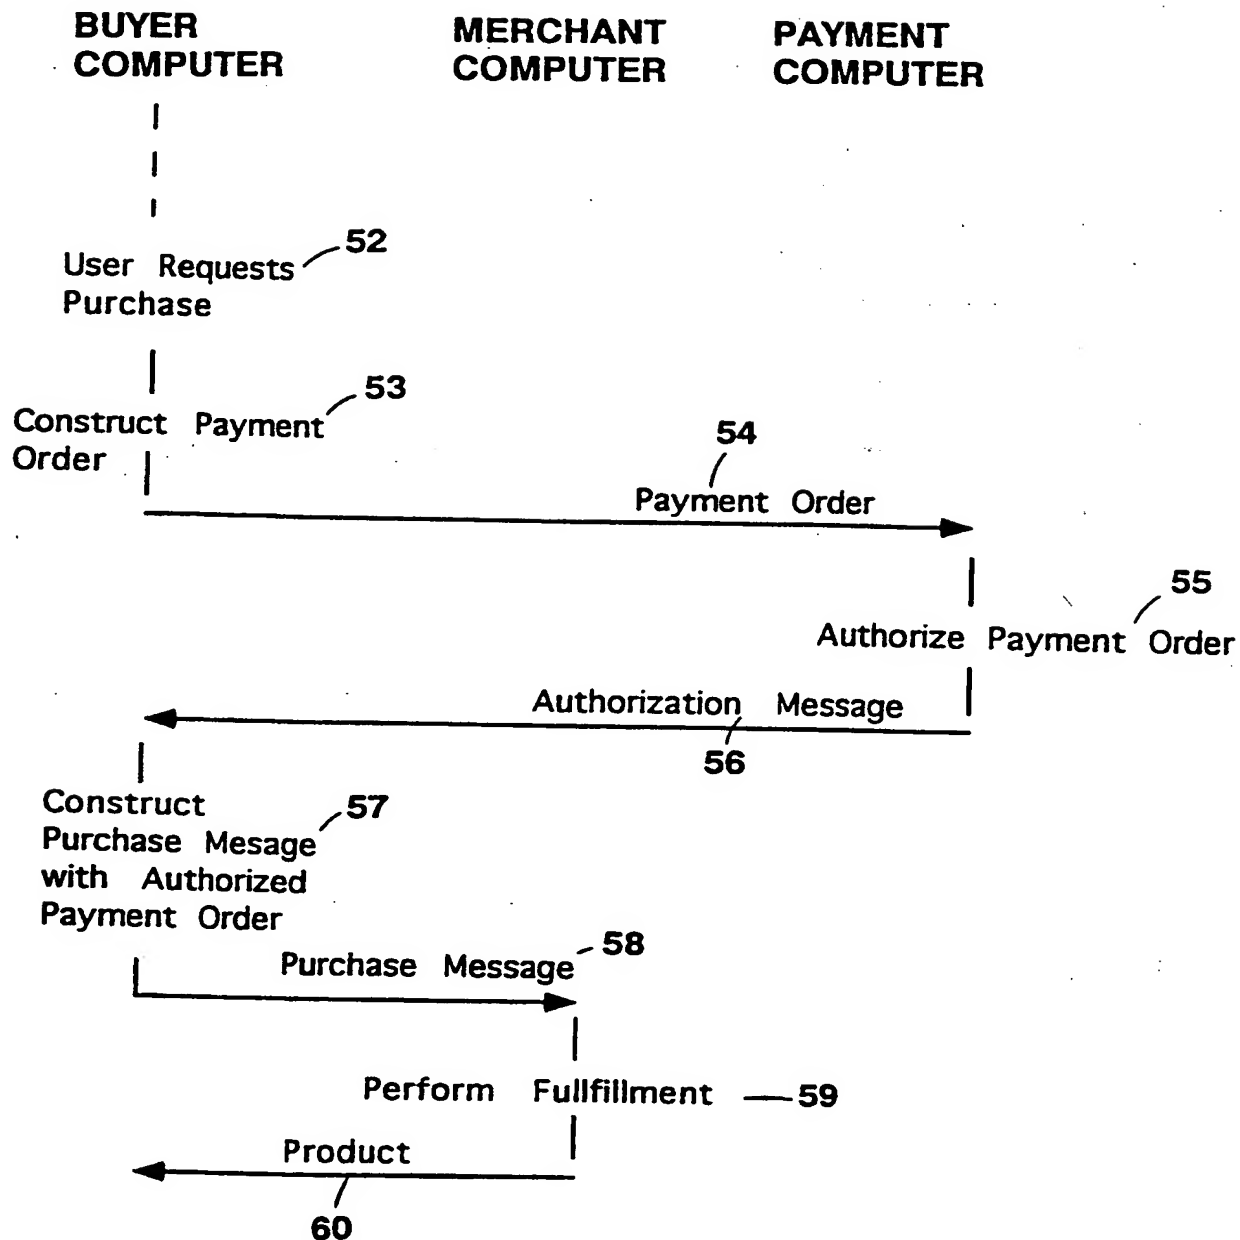 BUYER
COMPUTER
MERCHANT
COMPUTER
PAYMENT
COMPUTER
52
User Requests
Purchase
53
Construct Payment
Order
54
Payment Order
55
Authorize Payment Order
Authorization Message
56
Construct
Purchase Mesage
with Authorized
Payment Order
57
58
Purchase Message
Perform Fullfillment
59
Product
60